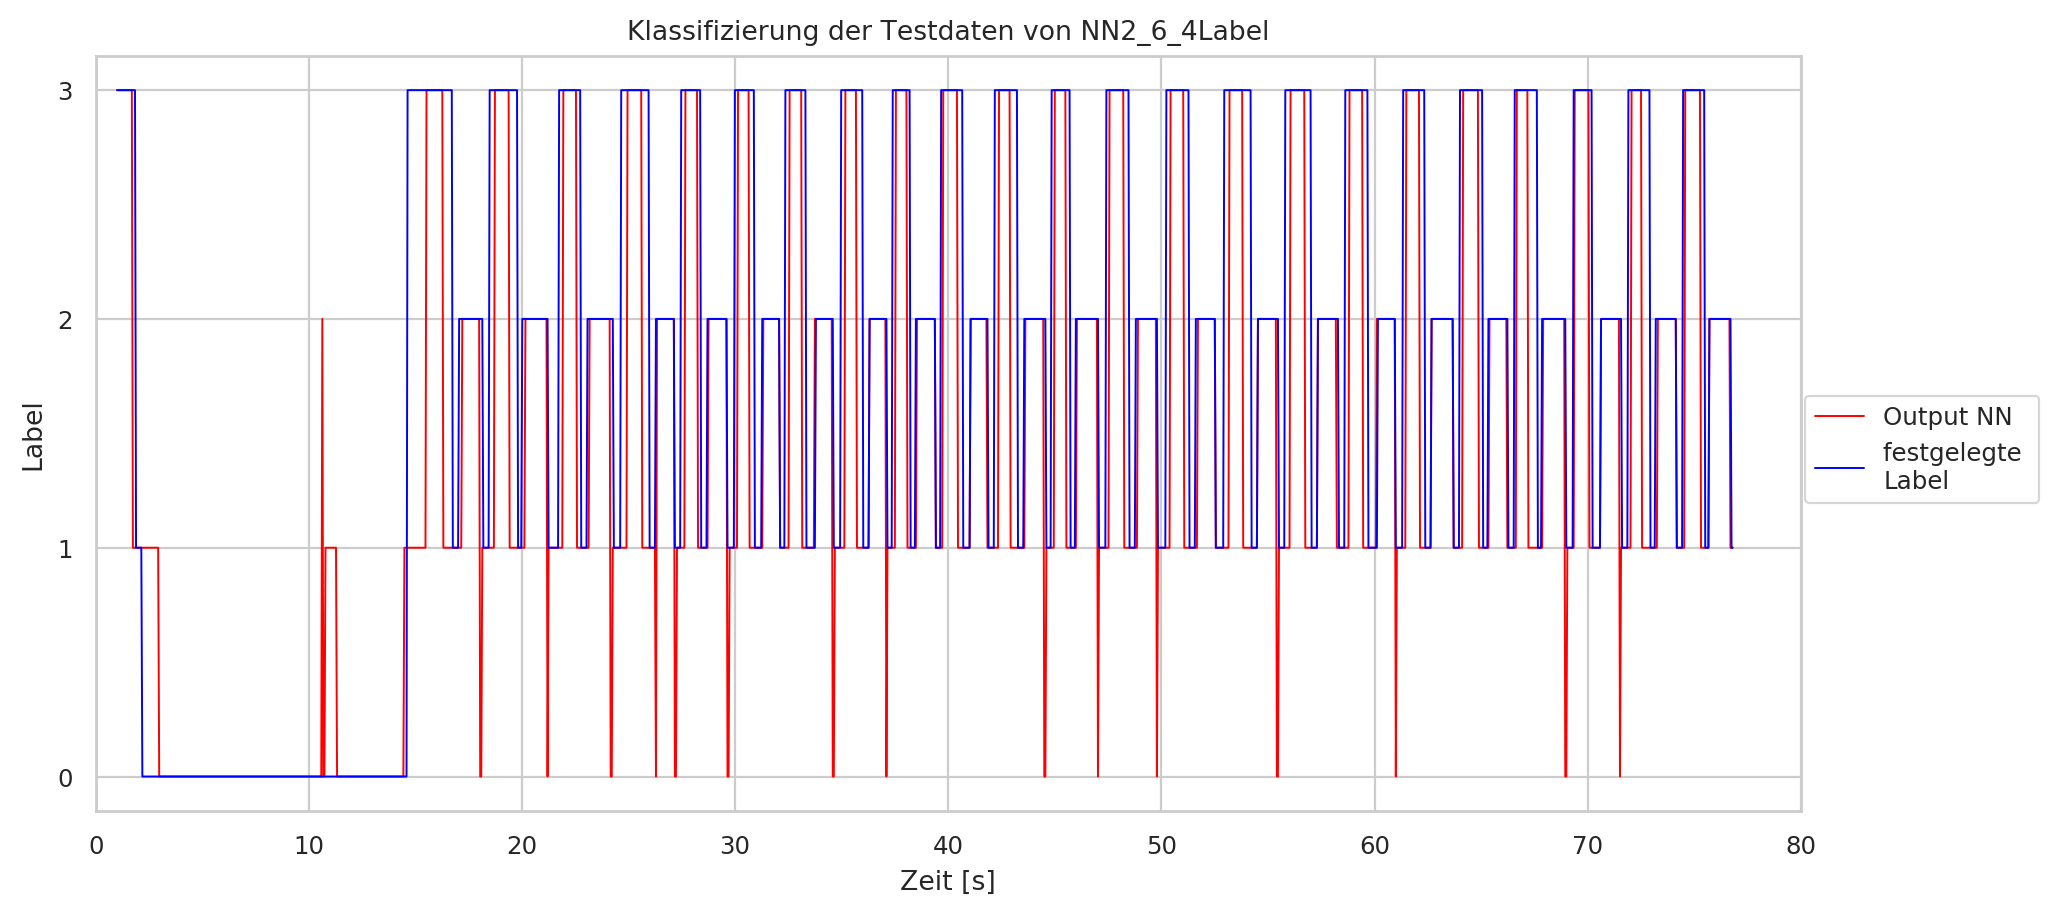 Klassifizierung der Testdaten von NN2_6_4Label
3
2
1
0
Label
0 10 20 30 40 50 60 70 80
Zeit [s]
Output NN
festgelegte
Label